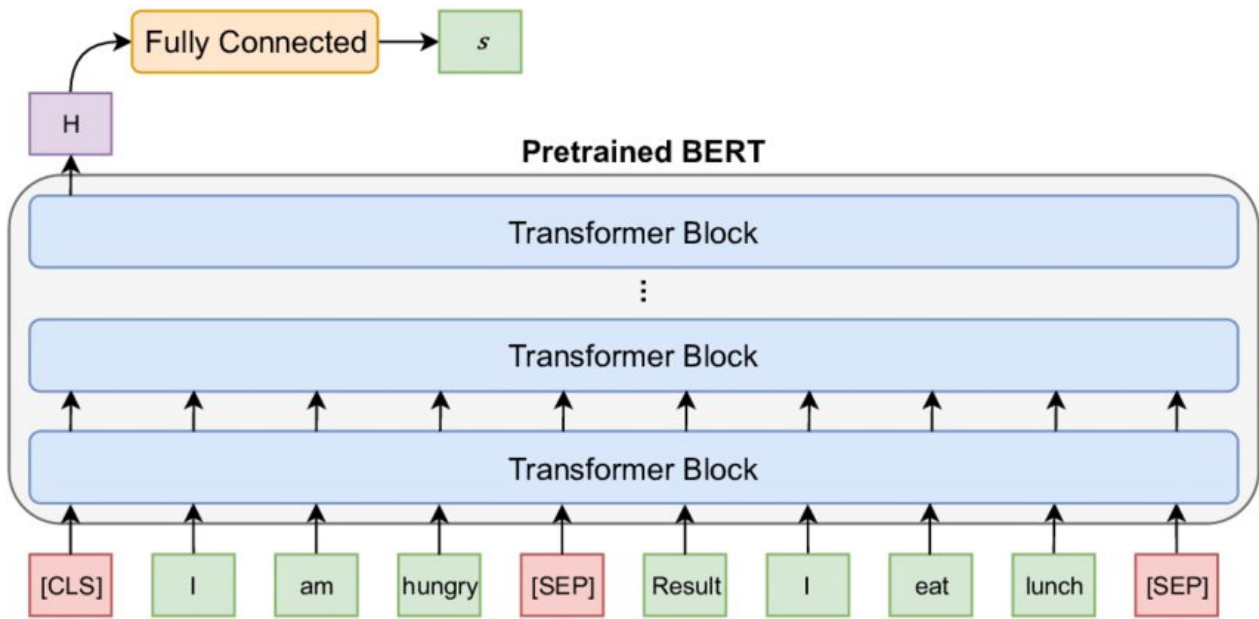 Fully Connected s
H
Pretrained BERT
Transformer Block
⋮
Transformer Block
Transformer Block
[CLS] I am hungry [SEP] Result I eat lunch [SEP]